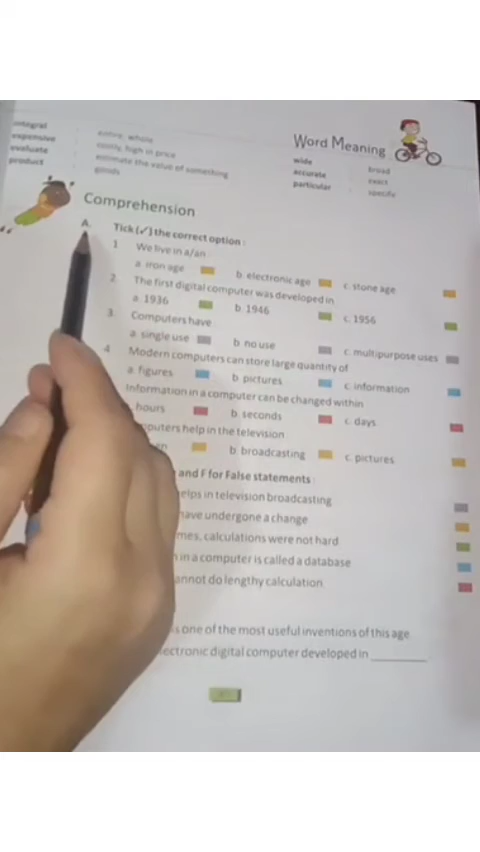 Word Meaning
integral : entire, whole
expensive : costly, high in price
evaluate : estimate the value of something
product : goods
wide : broad
accurate : exact
particular : specific
Comprehension
A. Tick (✓) the correct option :
1. We live in a/an
a. iron age b. electronic age c. stone age
2. The first digital computer was developed in
a. 1936 b. 1946 c. 1956
3. Computers have
a. single use b. no use c. multipurpose uses
4. Modern computers can store large quantity of
a. figures b. pictures c. information
Information in a computer can be changed within
hours b. seconds c. days
help in the television
b. broadcasting c. pictures
and F for False statements :
helps in television broadcasting
have undergone a change
calculations were not hard
in a computer is called a database
cannot do lengthy calculation
is one of the most useful inventions of this age
electronic digital computer developed in ________